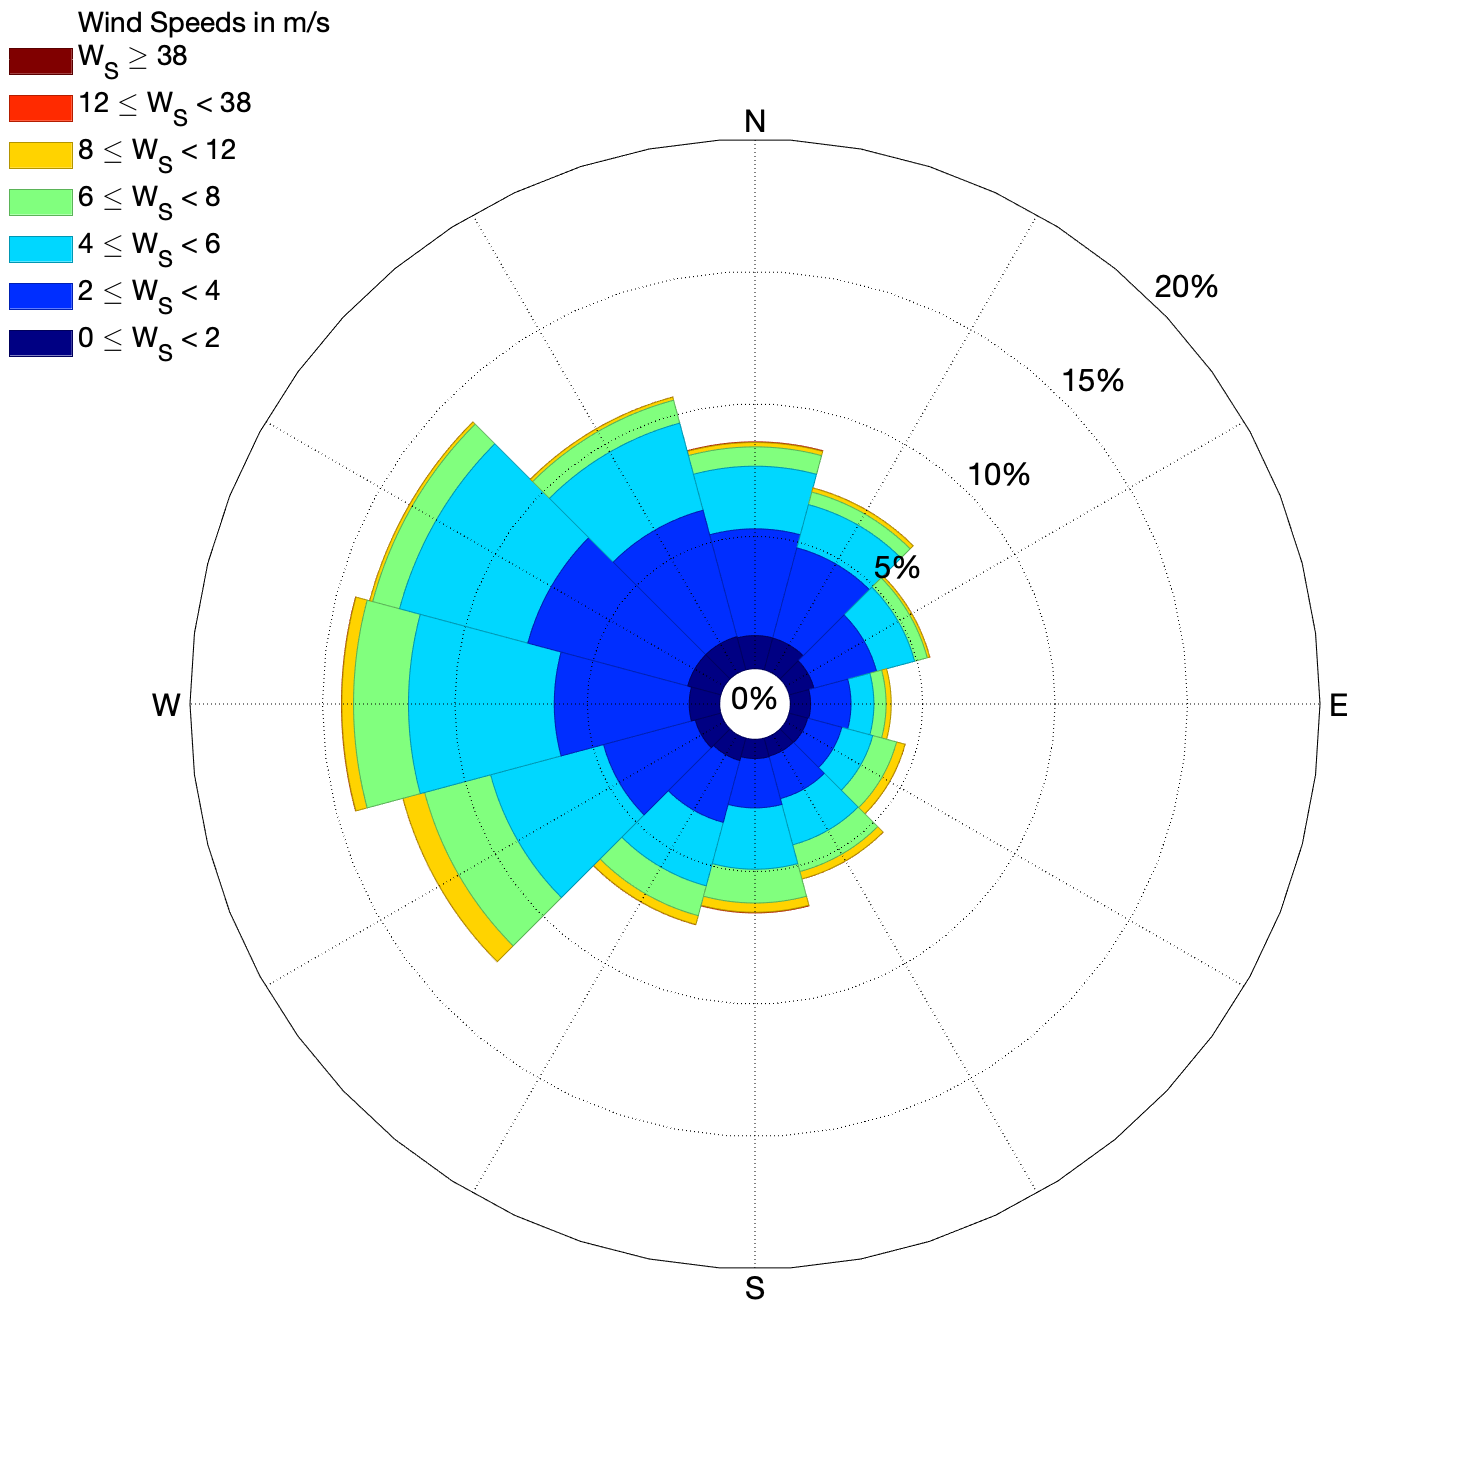 Wind Speeds in m/s
W_S ≥ 38
12 ≤ W_S < 38
8 ≤ W_S < 12
6 ≤ W_S < 8
4 ≤ W_S < 6
2 ≤ W_S < 4
0 ≤ W_S < 2
N
20%
15%
10%
5%
0%
W
E
S